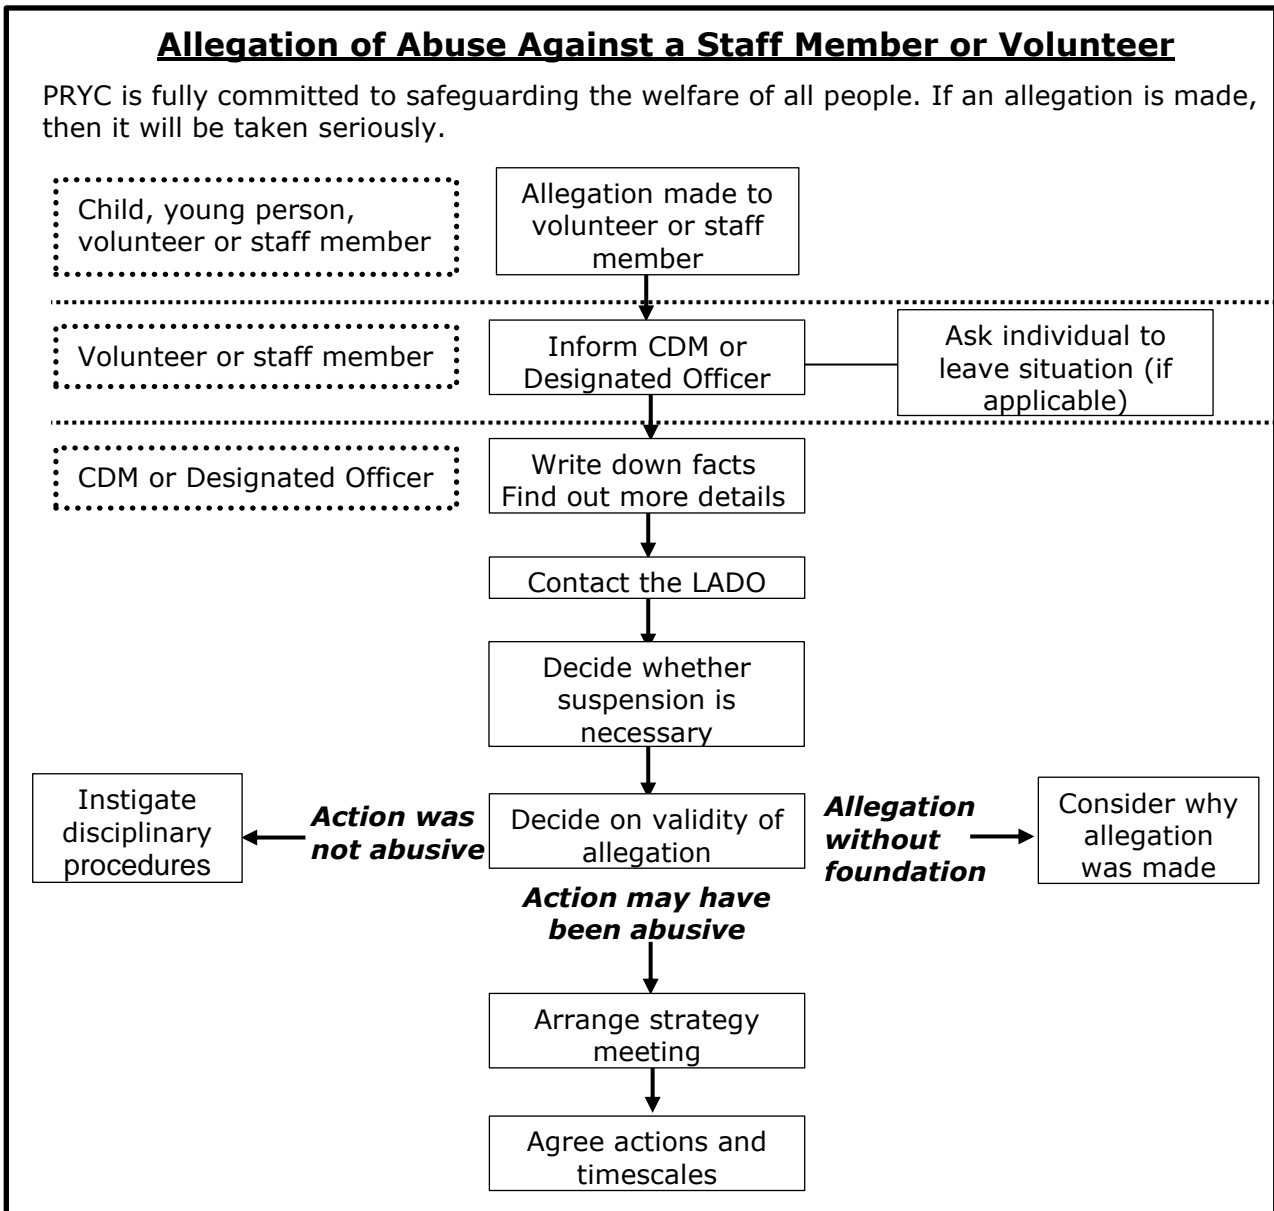 Allegation of Abuse Against a Staff Member or Volunteer
PRYC is fully committed to safeguarding the welfare of all people. If an allegation is made,
then it will be taken seriously.
Child, young person,
volunteer or staff member
Allegation made to
volunteer or staff
member
Volunteer or staff member
Inform CDM or
Designated Officer
Ask individual to
leave situation (if
applicable)
CDM or Designated Officer
Write down facts
Find out more details
Contact the LADO
Decide whether
suspension is
necessary
Instigate
disciplinary
procedures
Action was
not abusive
Decide on validity of
allegation
Allegation
without
foundation
Consider why
allegation
was made
Action may have
been abusive
Arrange strategy
meeting
Agree actions and
timescales